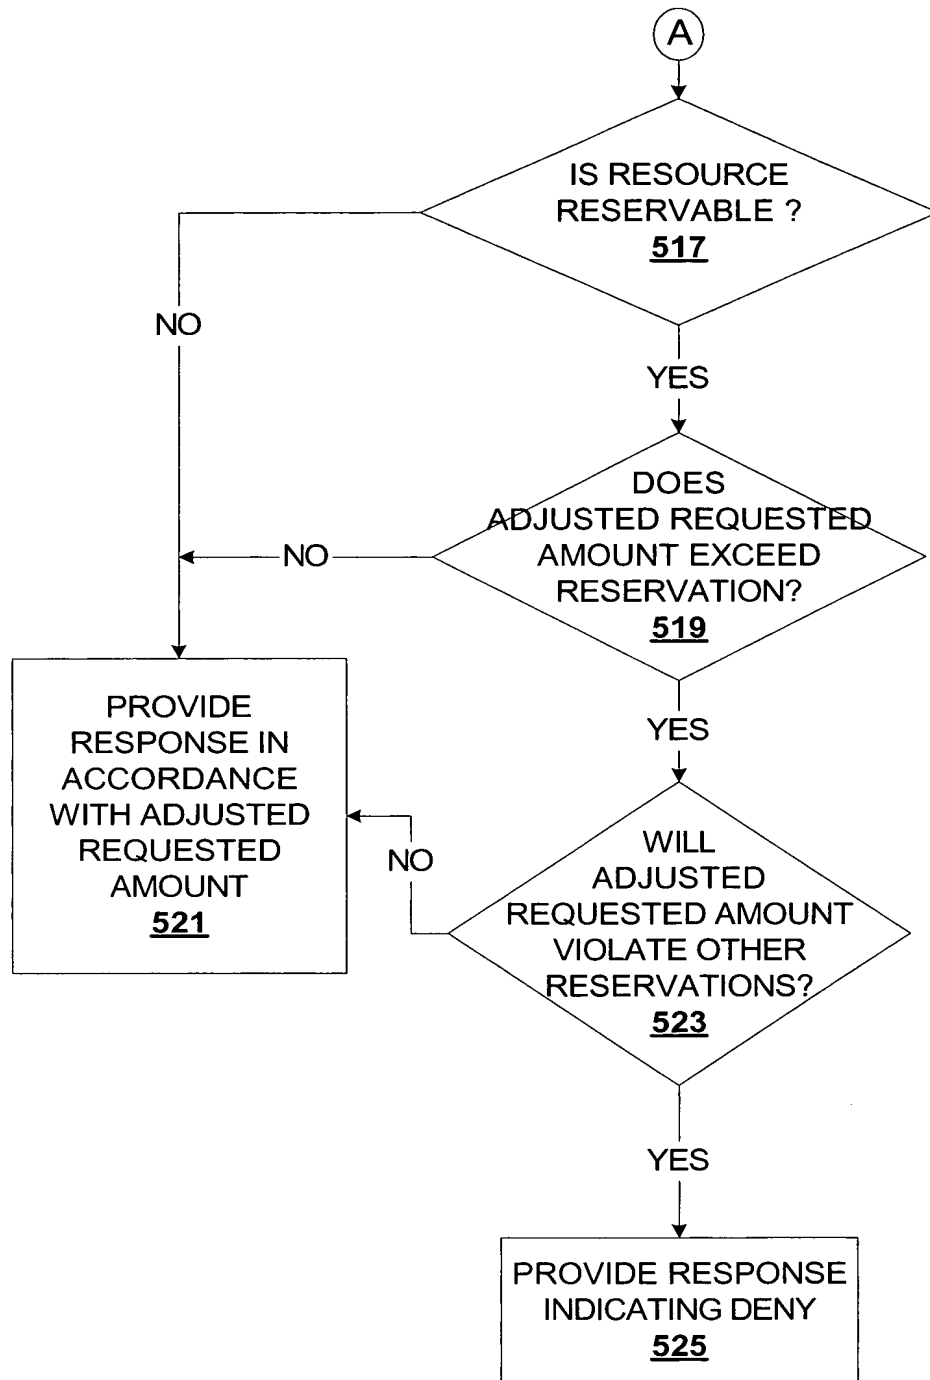 A
IS RESOURCE
RESERVABLE ?
517
NO
YES
DOES
ADJUSTED REQUESTED
AMOUNT EXCEED
RESERVATION?
519
NO
YES
PROVIDE
RESPONSE IN
ACCORDANCE
WITH ADJUSTED
REQUESTED
AMOUNT
521
NO
WILL
ADJUSTED
REQUESTED AMOUNT
VIOLATE OTHER
RESERVATIONS?
523
YES
PROVIDE RESPONSE
INDICATING DENY
525